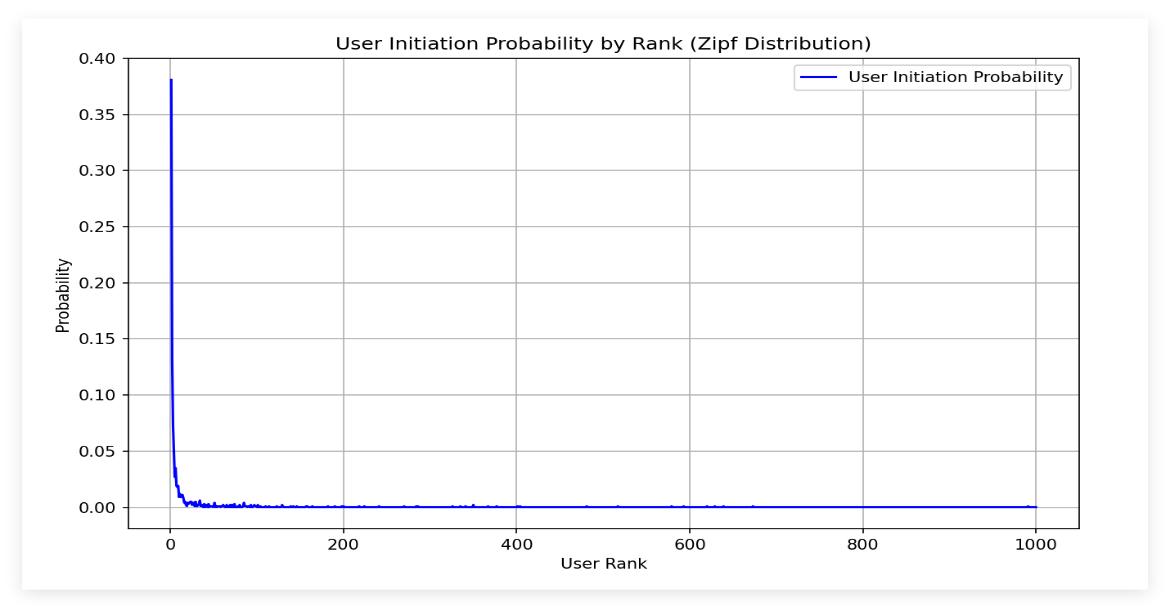 User Initiation Probability by Rank (Zipf Distribution)
User Initiation Probability
0.40
0.35
0.30
0.25
0.20
0.15
0.10
0.05
0.00
Probability
0 200 400 600 800 1000
User Rank